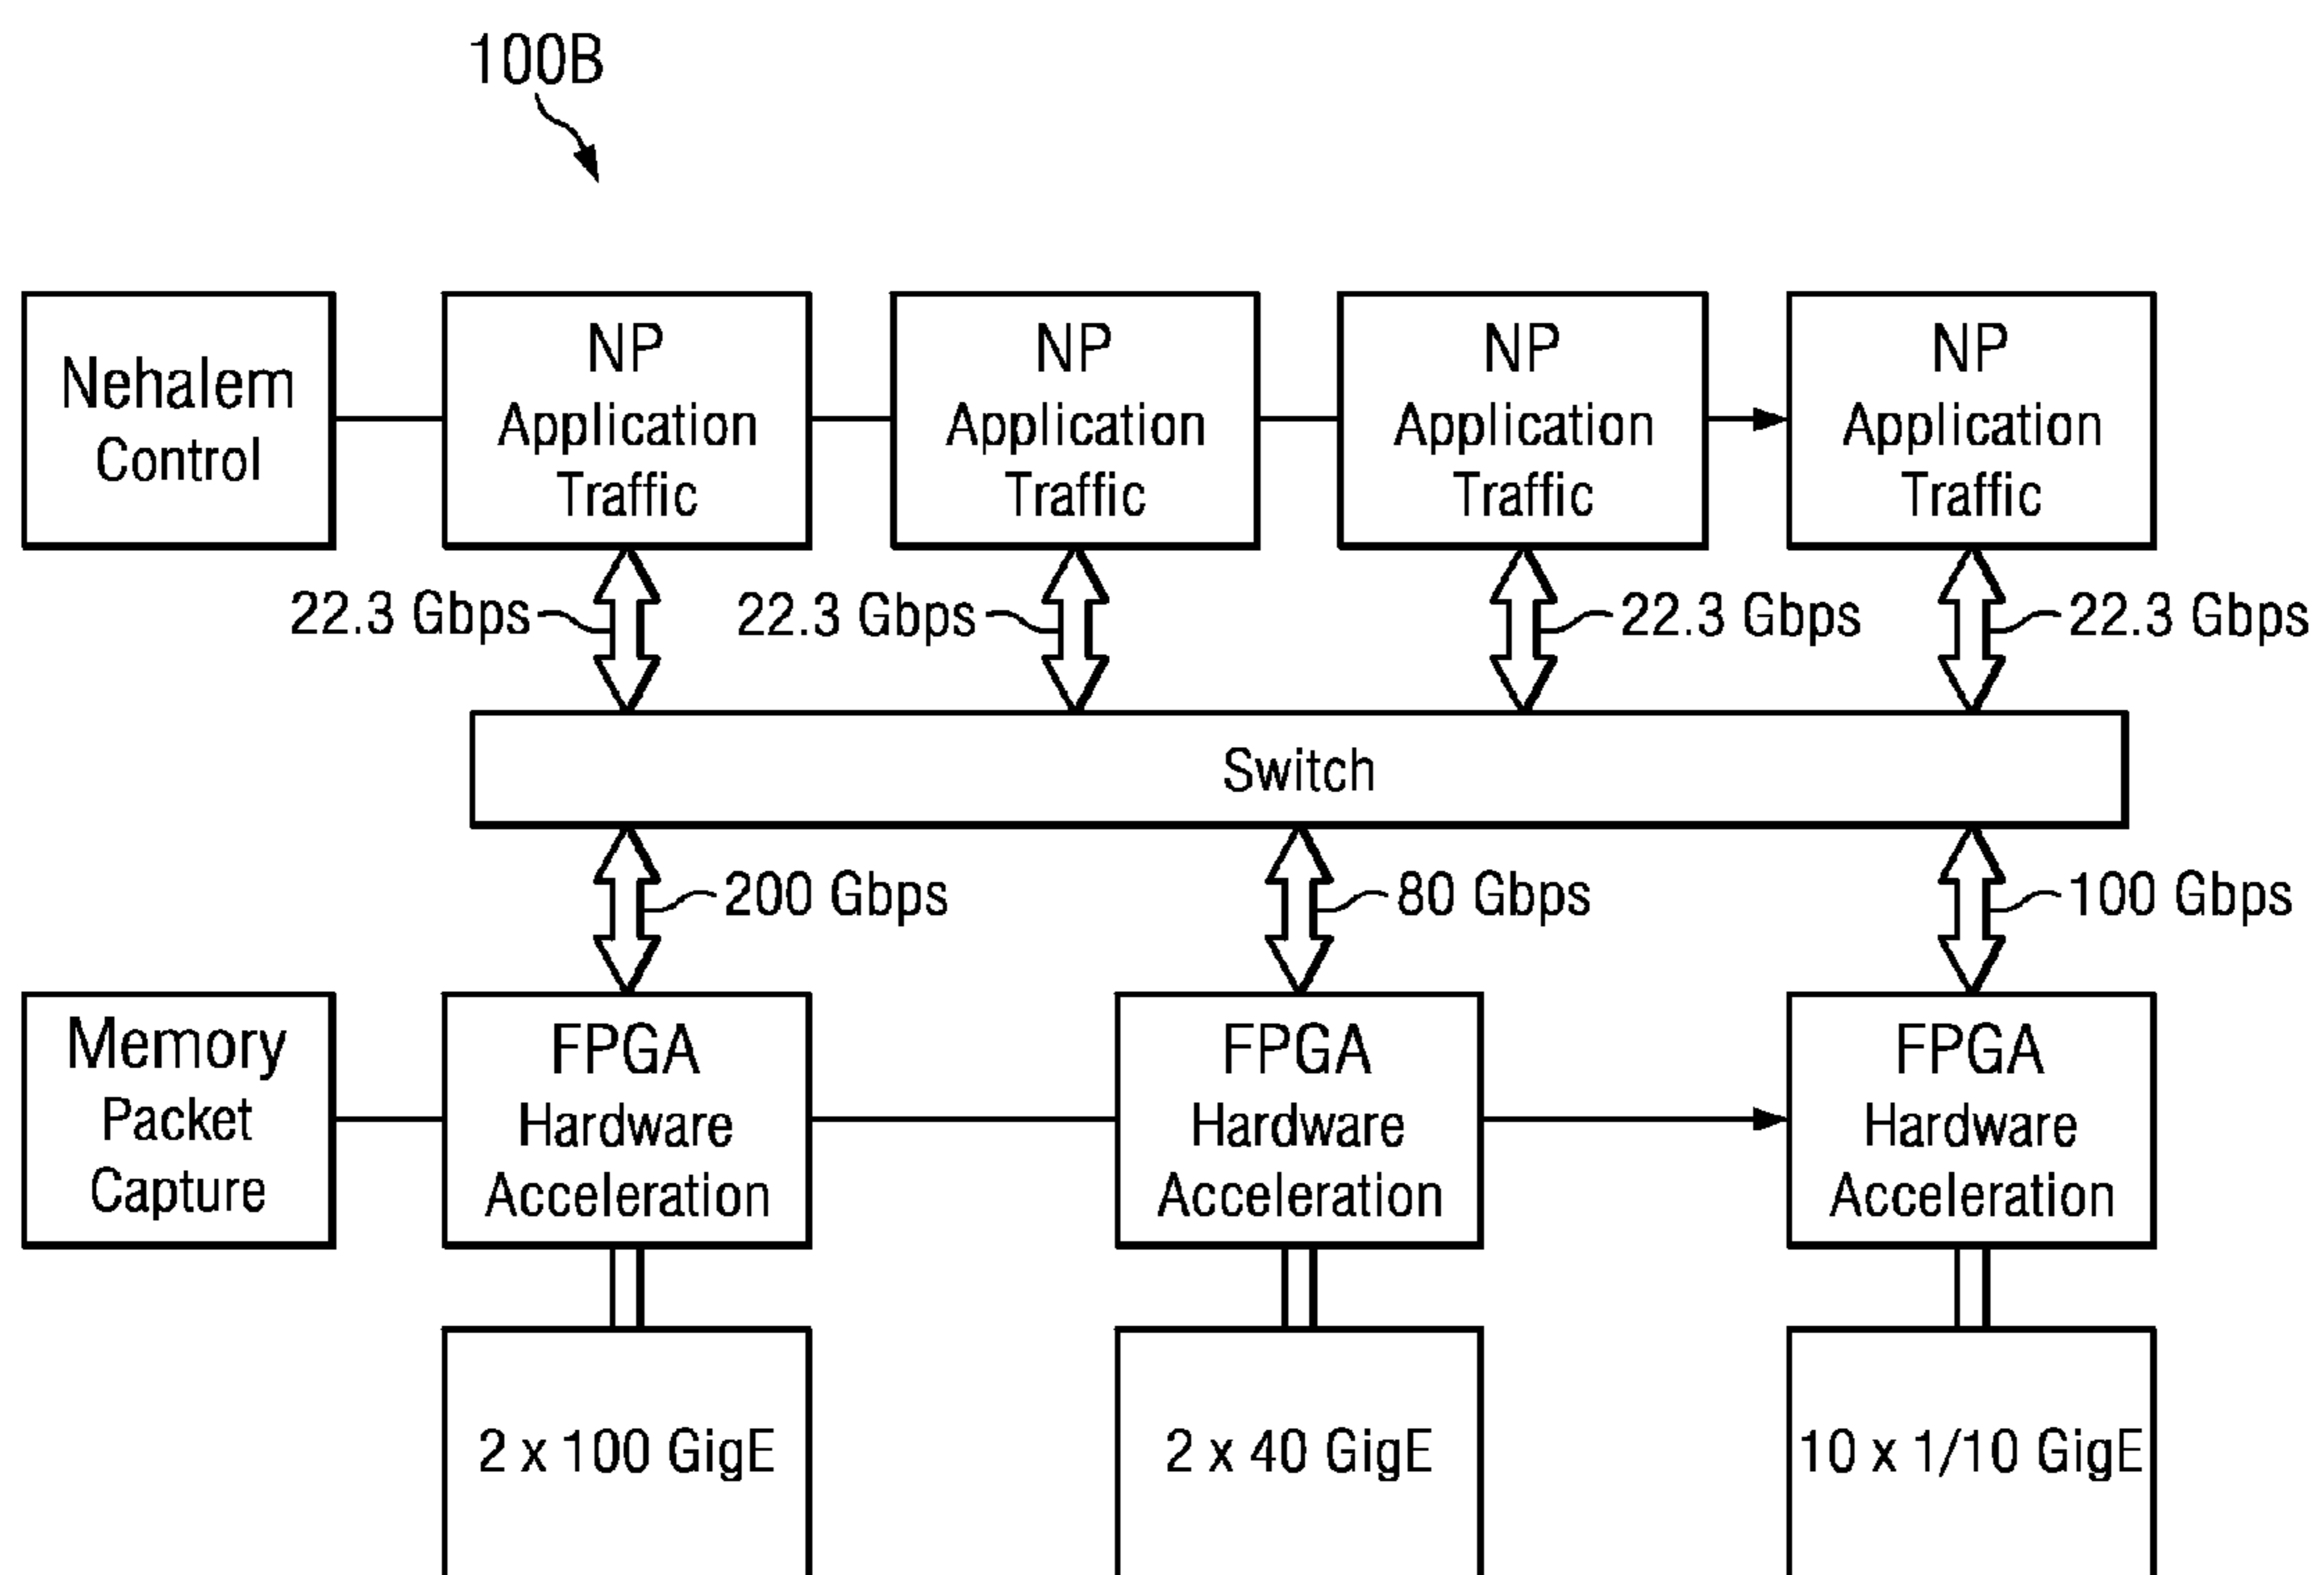 100B
Nehalem
Control
NP
Application
Traffic
NP
Application
Traffic
NP
Application
Traffic
NP
Application
Traffic
22.3 Gbps
22.3 Gbps
22.3 Gbps
22.3 Gbps
Switch
200 Gbps
80 Gbps
100 Gbps
Memory
Packet
Capture
FPGA
Hardware
Acceleration
FPGA
Hardware
Acceleration
FPGA
Hardware
Acceleration
2 x 100 GigE
2 x 40 GigE
10 x 1/10 GigE